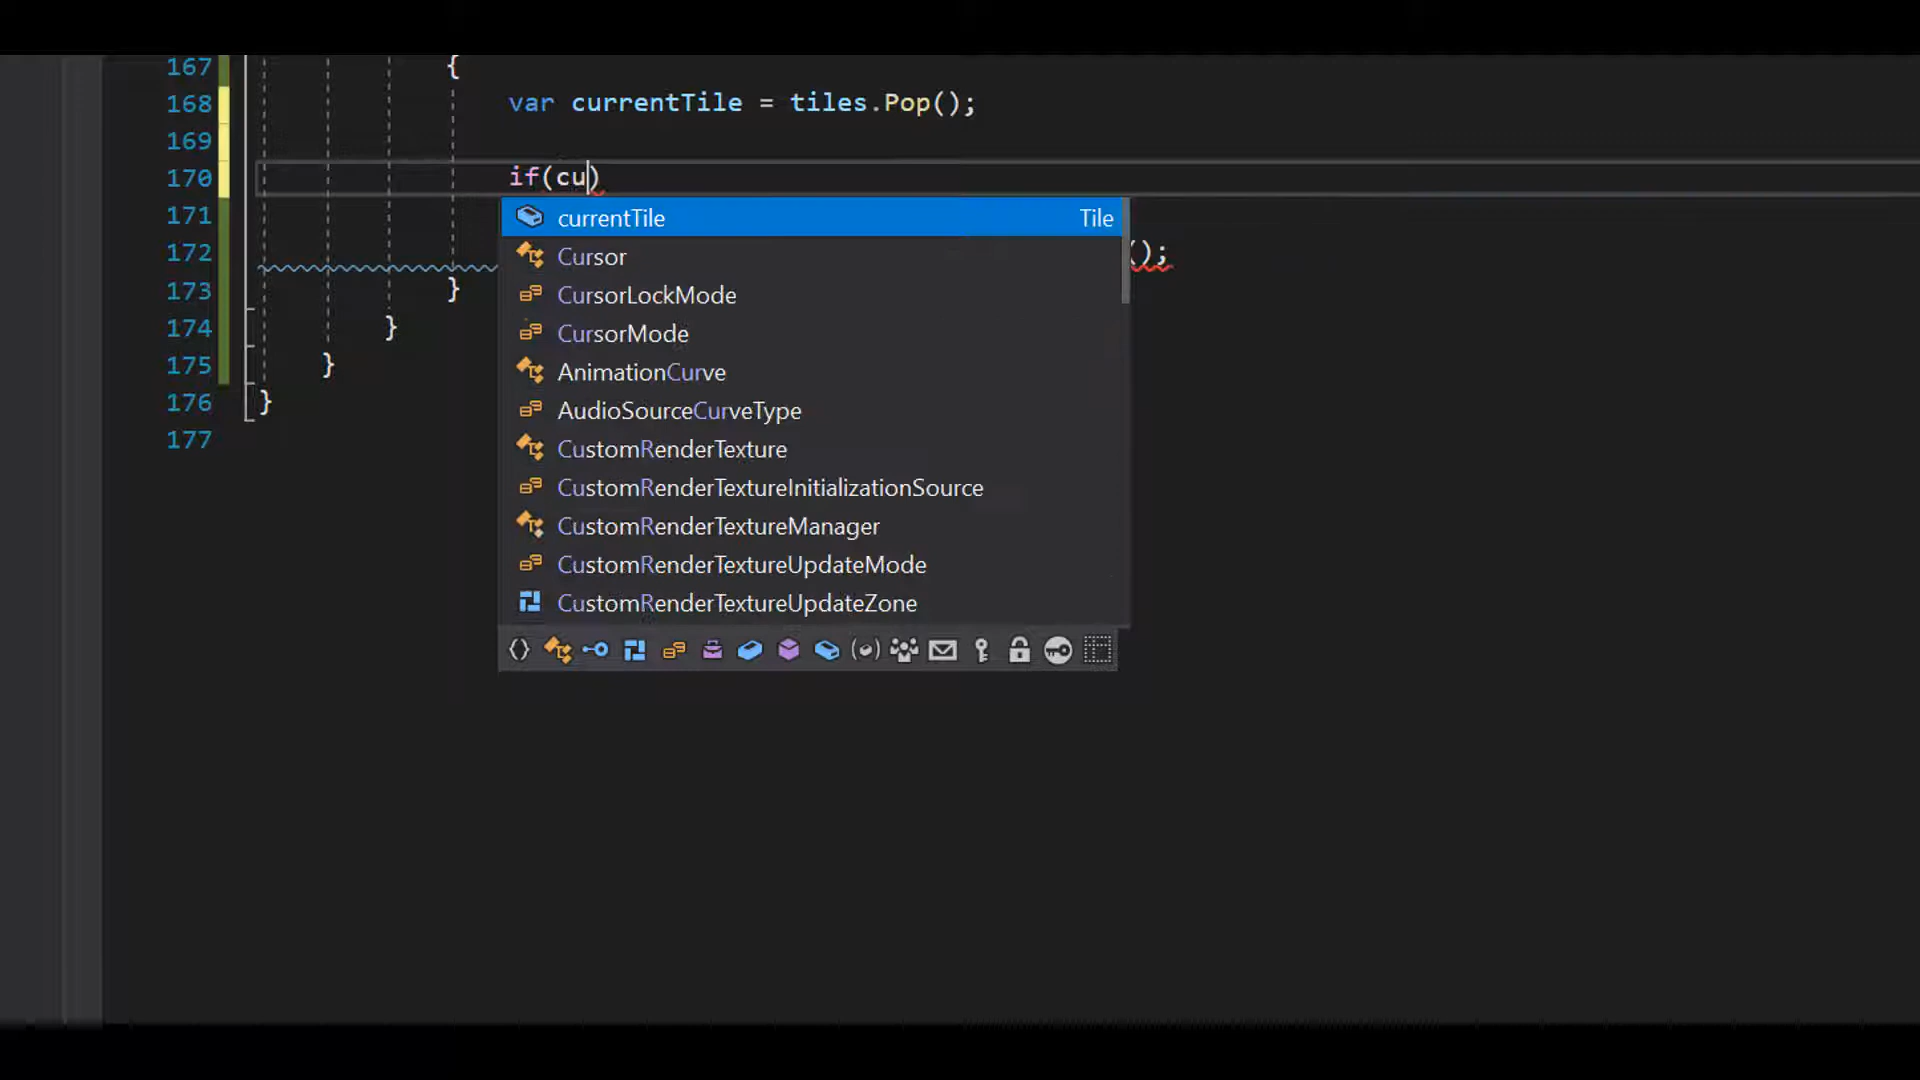 167 {
168 var currentTile = tiles.Pop();
169
170 if(cu)
171
172 ();
173 }
174 }
175 }
176 }
177
currentTile Tile
Cursor
CursorLockMode
CursorMode
AnimationCurve
AudioSourceCurveType
CustomRenderTexture
CustomRenderTextureInitializationSource
CustomRenderTextureManager
CustomRenderTextureUpdateMode
CustomRenderTextureUpdateZone